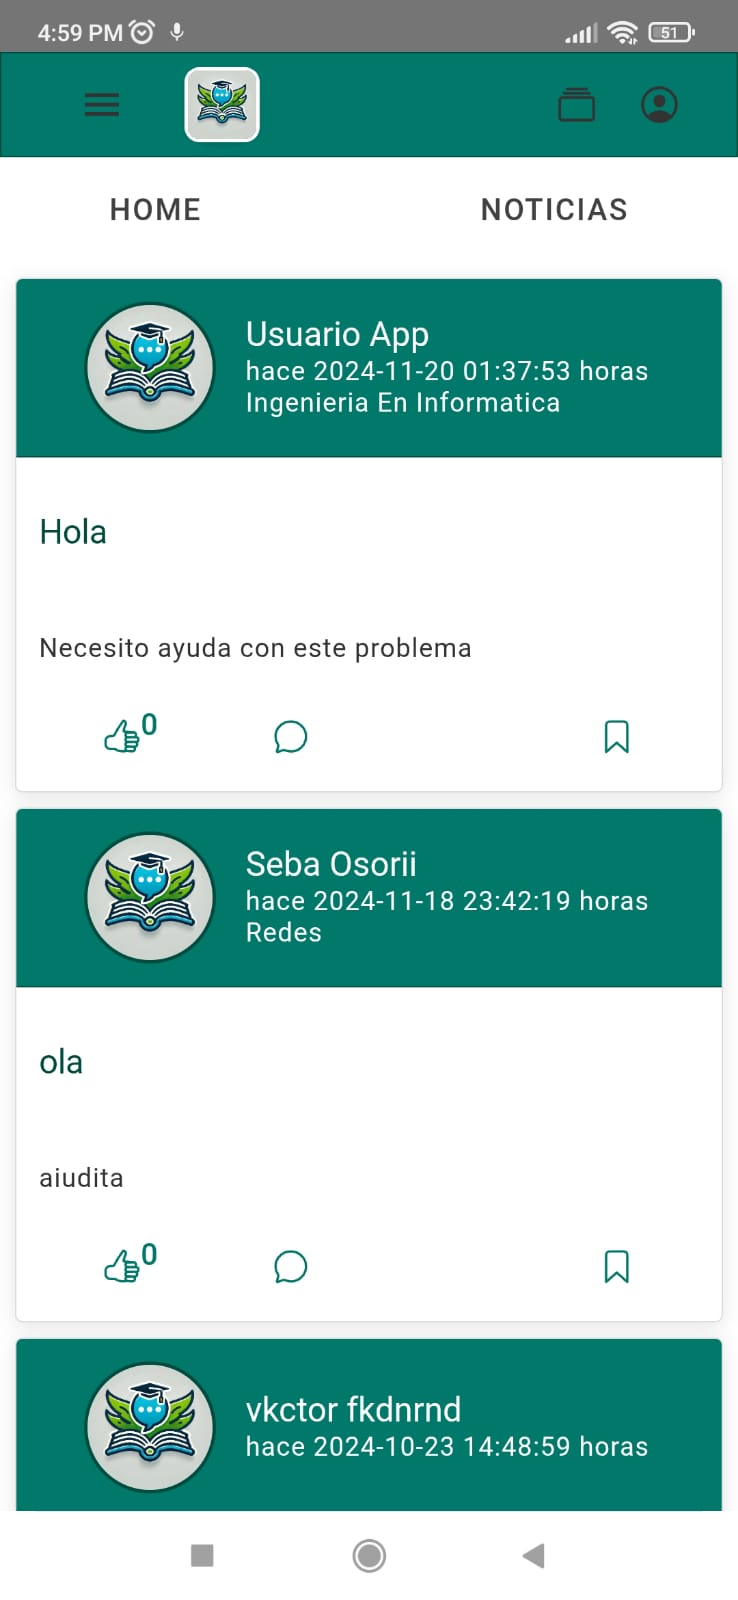 4:59 PM
51
HOME
NOTICIAS
Usuario App
hace 2024-11-20 01:37:53 horas
Ingenieria En Informatica
Hola
Necesito ayuda con este problema
0
Seba Osorii
hace 2024-11-18 23:42:19 horas
Redes
ola
aiudita
0
vkctor fkdnrnd
hace 2024-10-23 14:48:59 horas